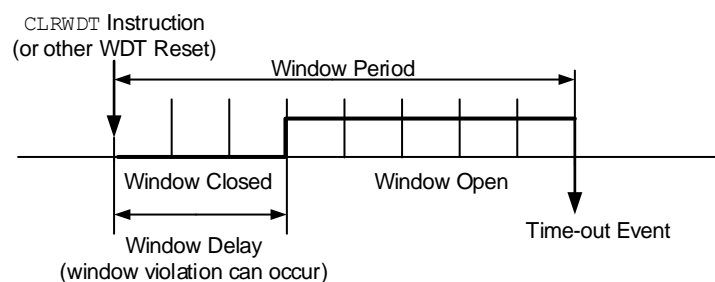 CLRWDT Instruction
(or other WDT Reset)
Window Period
Window Closed
Window Open
Window Delay
(window violation can occur)
Time-out Event